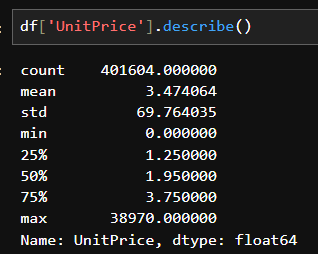 : df['UnitPrice'].describe()
: count    401604.000000
mean          3.474064
std          69.764035
min           0.000000
25%           1.250000
50%           1.950000
75%           3.750000
max       38970.000000
Name: UnitPrice, dtype: float64